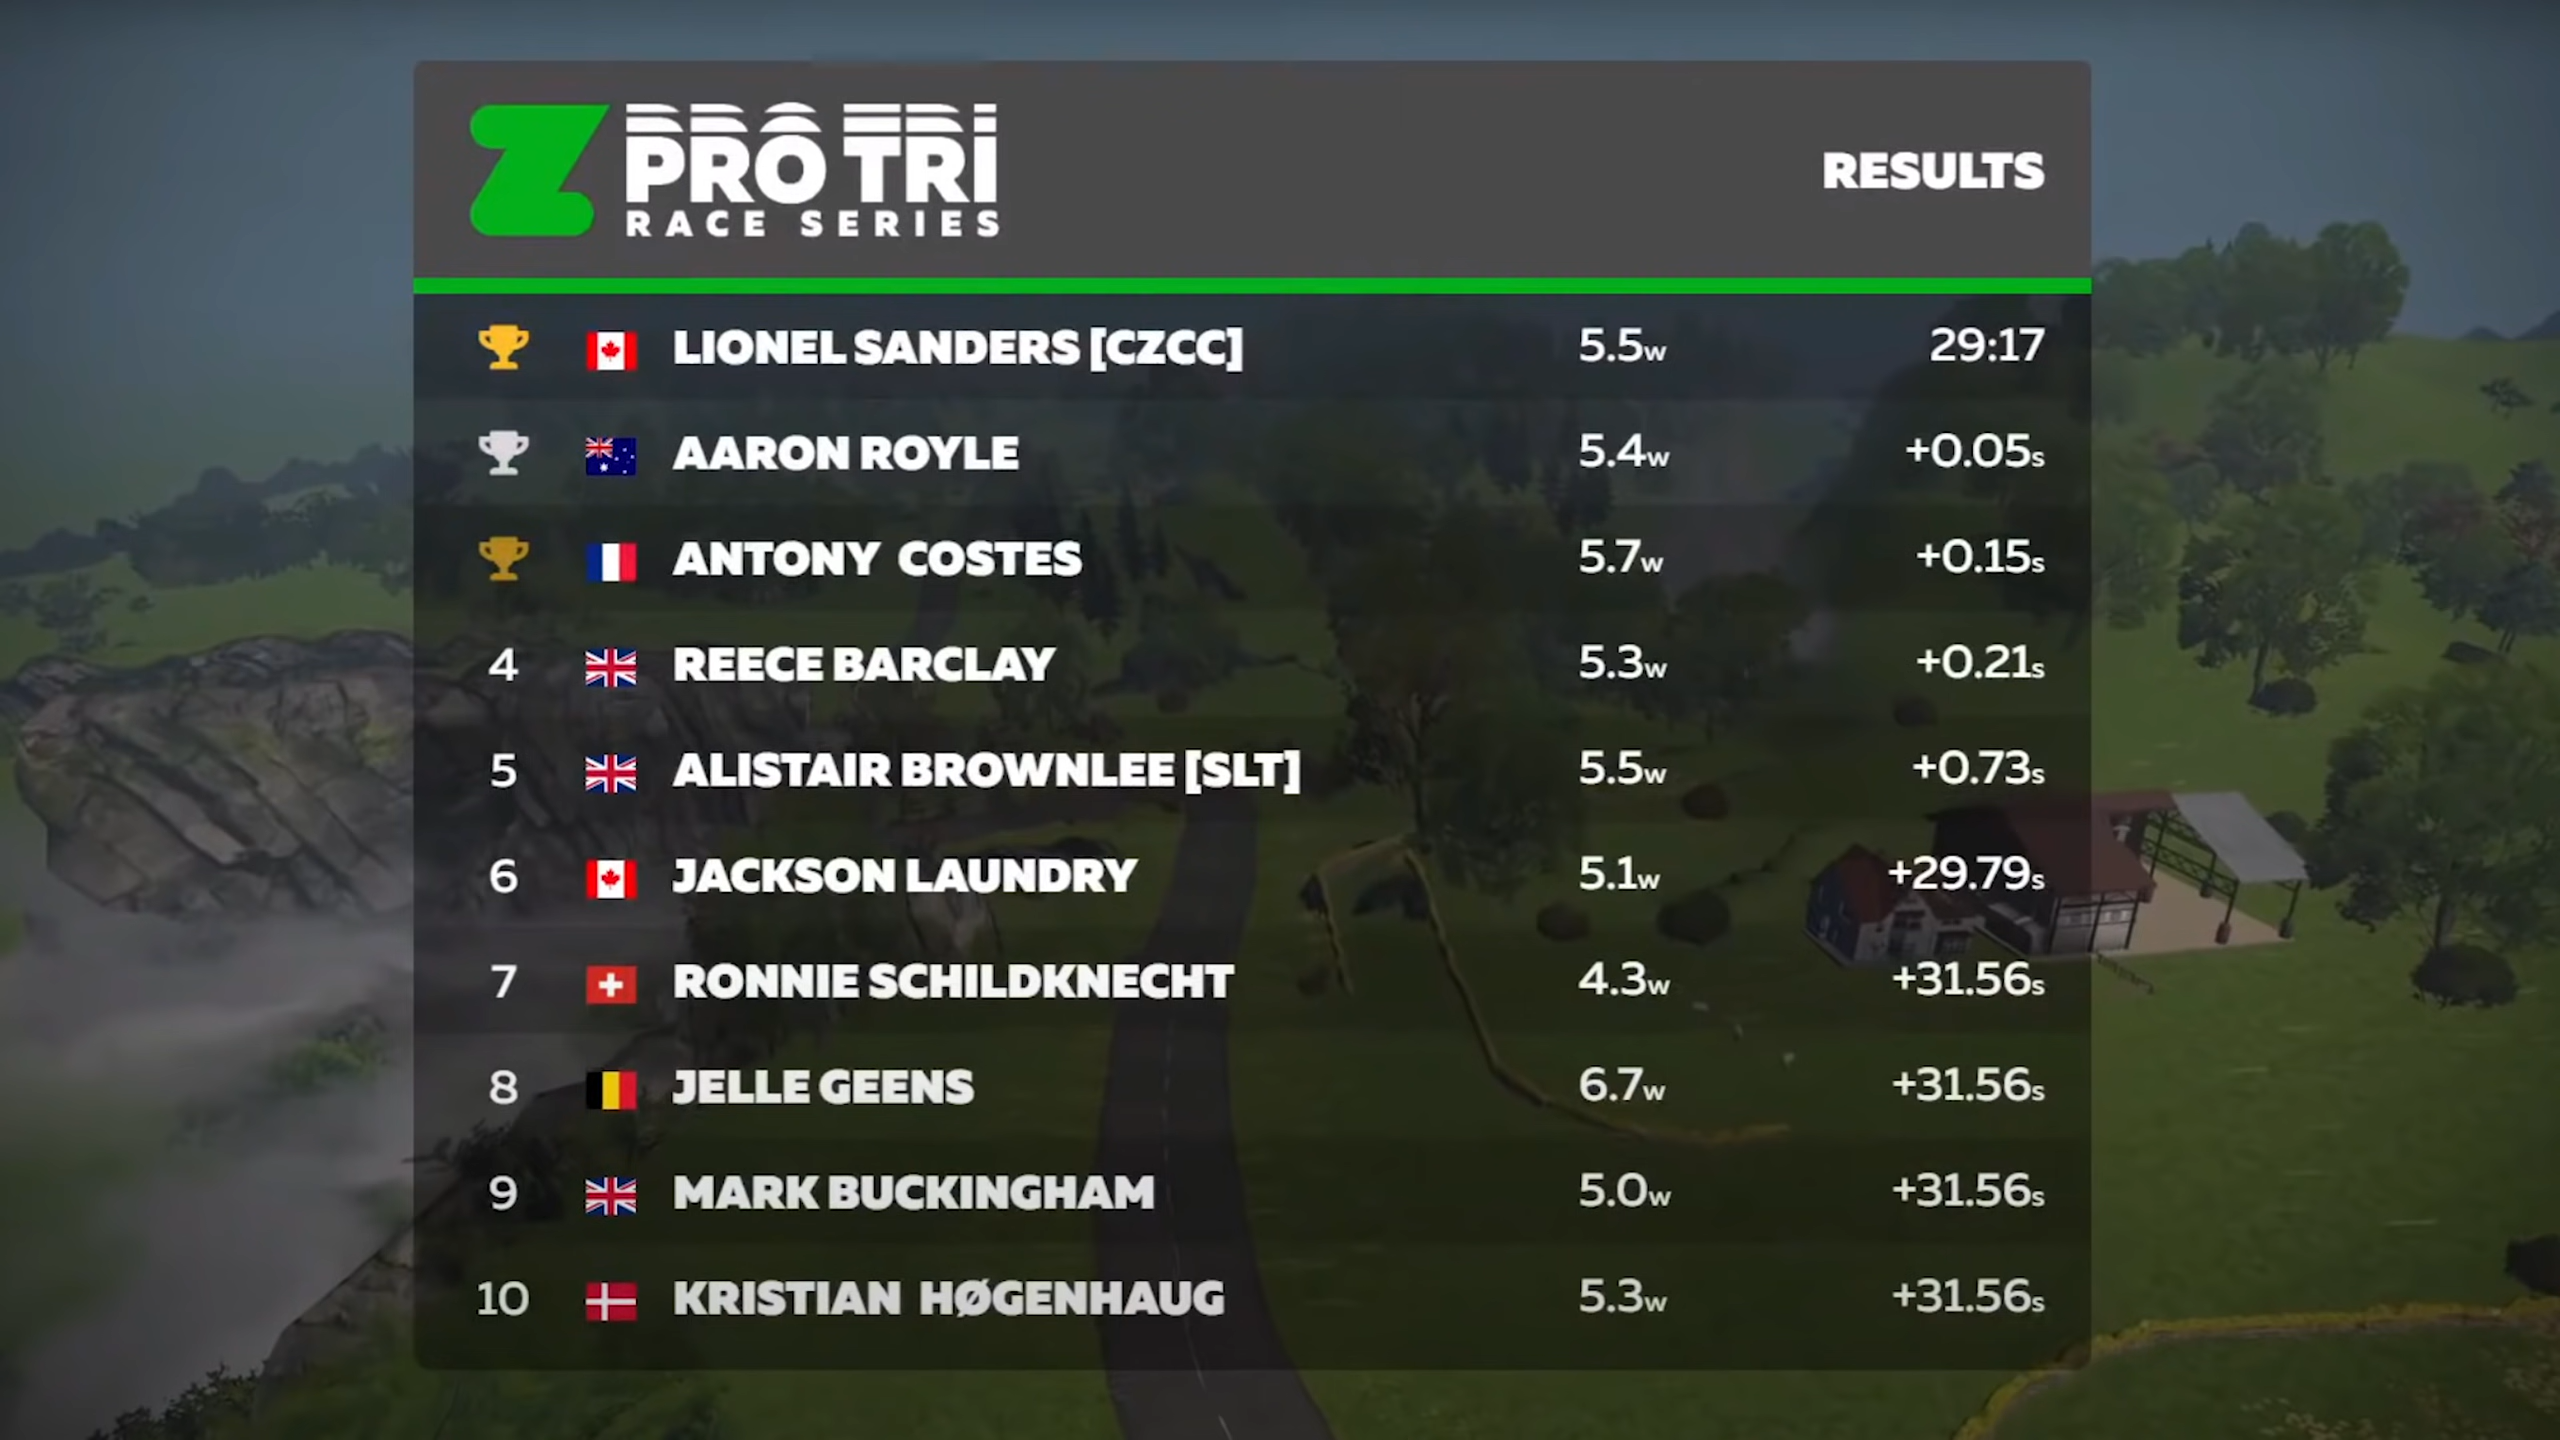 Z PRO TRI
RACE SERIES
RESULTS
LIONEL SANDERS [CZCC] 5.5w 29:17
AARON ROYLE 5.4w +0.05s
ANTONY COSTES 5.7w +0.15s
4 REECE BARCLAY 5.3w +0.21s
5 ALISTAIR BROWNLEE [SLT] 5.5w +0.73s
6 JACKSON LAUNDRY 5.1w +29.79s
7 RONNIE SCHILDKNECHT 4.3w +31.56s
8 JELLE GEENS 6.7w +31.56s
9 MARK BUCKINGHAM 5.0w +31.56s
10 KRISTIAN HØGENHAUG 5.3w +31.56s